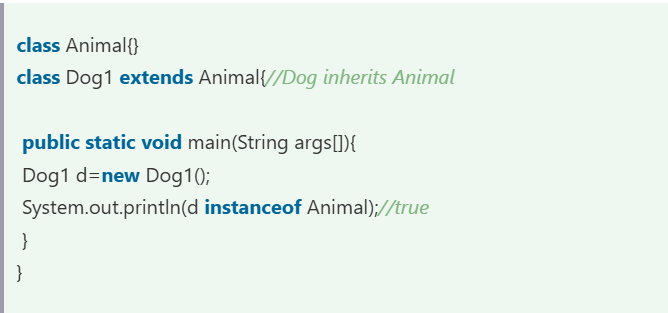 class Animal{}
class Dog1 extends Animal{//Dog inherits Animal
public static void main(String args[]){
Dog1 d=new Dog1();
System.out.println(d instanceof Animal);//true
}
}